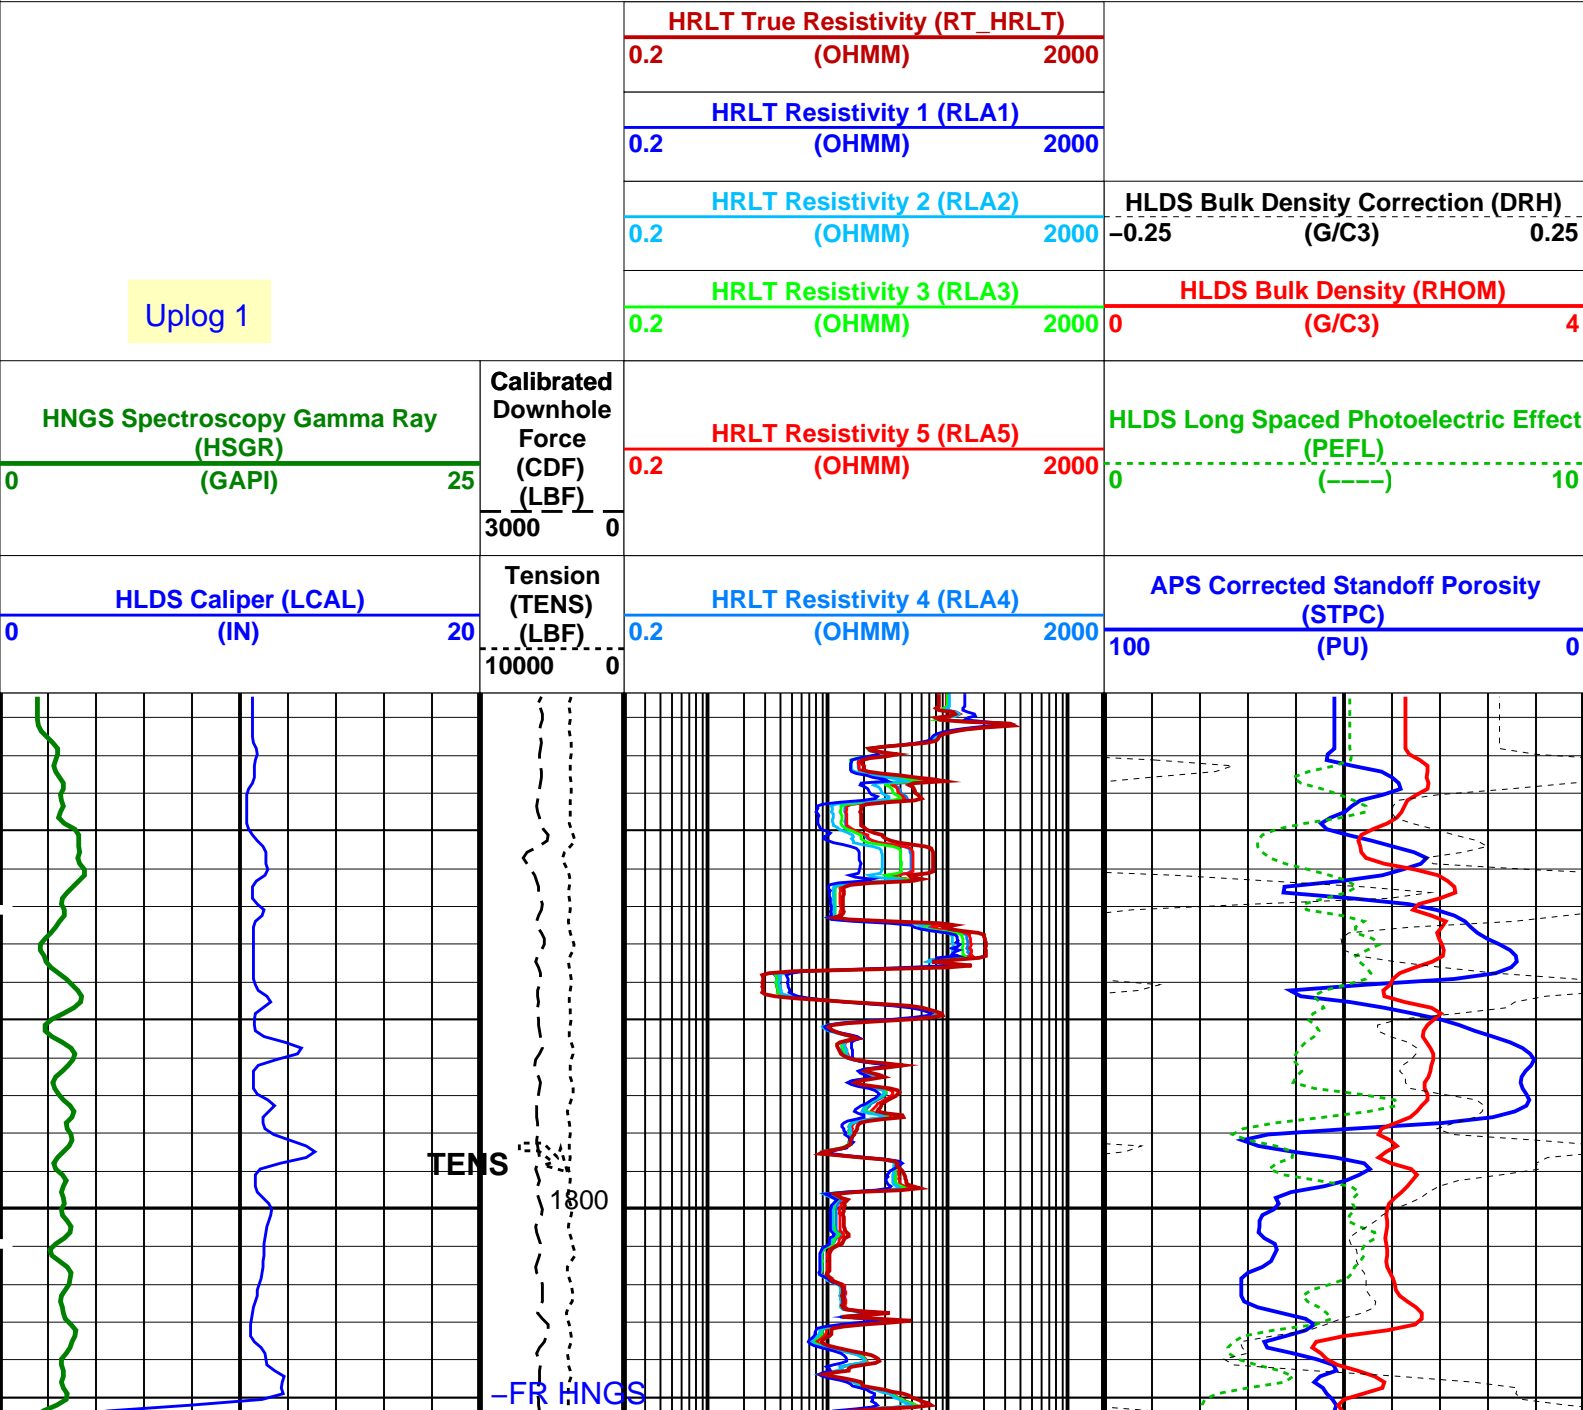 HRLT True Resistivity (RT_HRLT)
0.2 (OHMM) 2000
HRLT Resistivity 1 (RLA1)
0.2 (OHMM) 2000
HRLT Resistivity 2 (RLA2)
0.2 (OHMM) 2000
HLDS Bulk Density Correction (DRH)
−0.25 (G/C3) 0.25
Uplog 1
HRLT Resistivity 3 (RLA3)
0.2 (OHMM) 2000
HLDS Bulk Density (RHOM)
0 (G/C3) 4
HNGS Spectroscopy Gamma Ray
(HSGR)
0 (GAPI) 25
Calibrated
Downhole
Force
(CDF)
(LBF)
3000 0
HRLT Resistivity 5 (RLA5)
0.2 (OHMM) 2000
HLDS Long Spaced Photoelectric Effect
(PEFL)
0 (−−−−) 10
HLDS Caliper (LCAL)
0 (IN) 20
Tension
(TENS)
(LBF)
10000 0
HRLT Resistivity 4 (RLA4)
0.2 (OHMM) 2000
APS Corrected Standoff Porosity
(STPC)
100 (PU) 0
TENS
1800
−FR HNGS